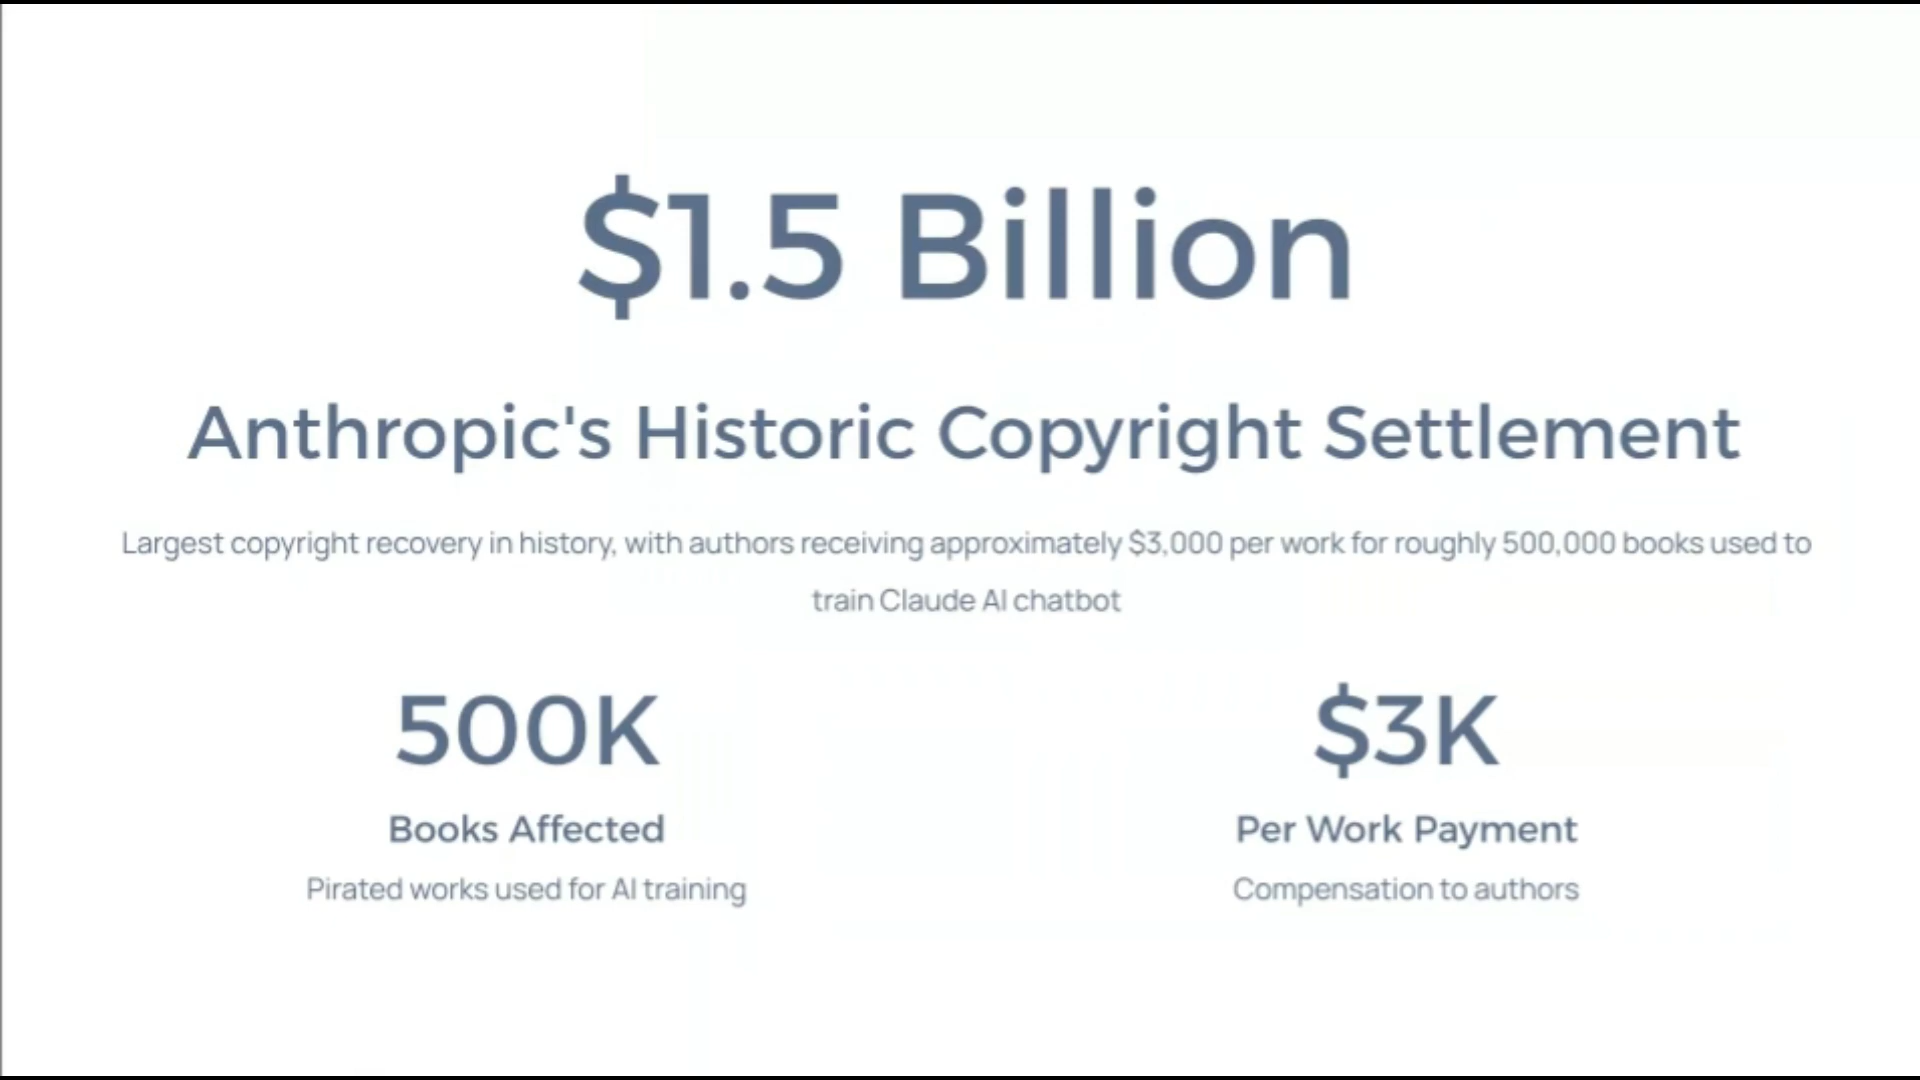 $1.5 Billion
Anthropic's Historic Copyright Settlement
Largest copyright recovery in history, with authors receiving approximately $3,000 per work for roughly 500,000 books used to
train Claude AI chatbot
500K
Books Affected
Pirated works used for AI training
$3K
Per Work Payment
Compensation to authors